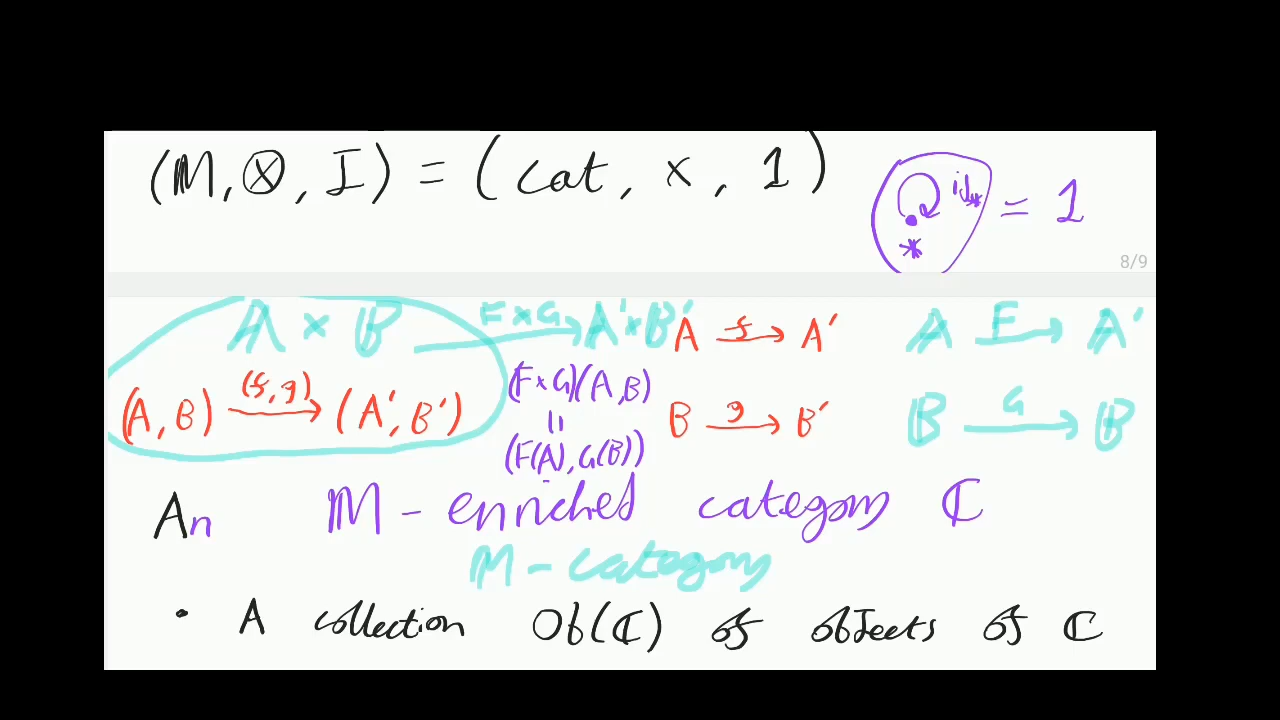 (M, ⊗, I) = (cat, x, 1)
id* = 1
*
8/9
A × B F×G→ A'×B' A f→ A' A F→ A'
(A, B) (f, g)→ (A', B') (F×G)(A, B) B g→ B' B G→ B'
=
(F(A), G(B))
An M-enriched category ℂ
M-category
• A collection Ob(ℂ) of objects of ℂ